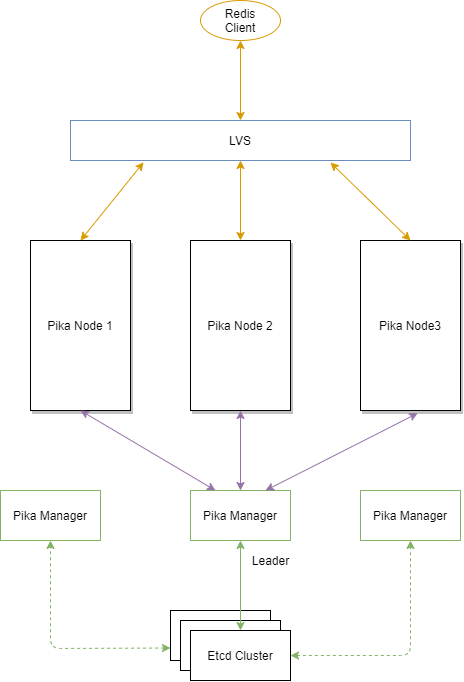 Redis
Client
LVS
Pika Node 1
Pika Node 2
Pika Node3
Pika Manager
Pika Manager
Pika Manager
Leader
Etcd Cluster